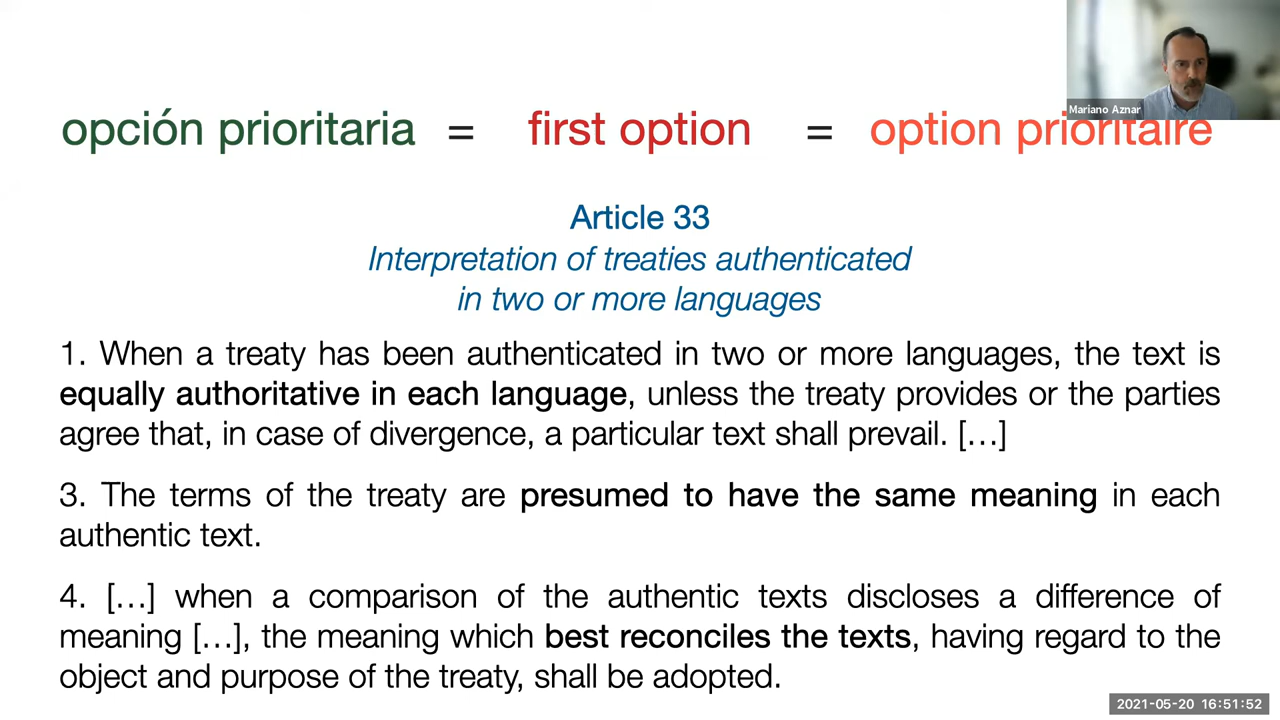 Mariano Aznar
opción prioritaria = first option = option prioritaire
Article 33
Interpretation of treaties authenticated
in two or more languages
1. When a treaty has been authenticated in two or more languages, the text is
equally authoritative in each language, unless the treaty provides or the parties
agree that, in case of divergence, a particular text shall prevail. […]
3. The terms of the treaty are presumed to have the same meaning in each
authentic text.
4. […] when a comparison of the authentic texts discloses a difference of
meaning […], the meaning which best reconciles the texts, having regard to the
object and purpose of the treaty, shall be adopted.
2021-05-20 16:51:52